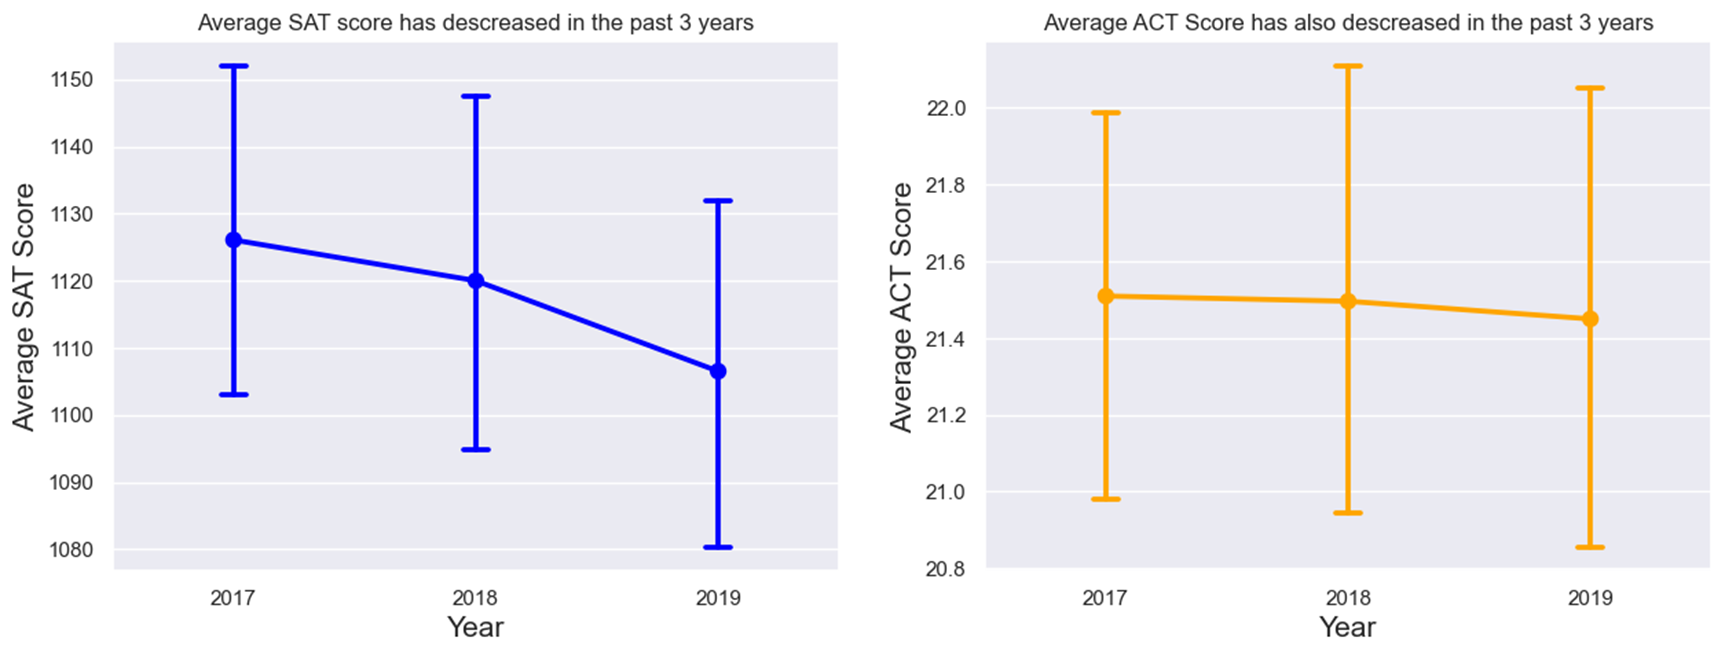 Average SAT score has descreased in the past 3 years
1150
1140
1130
1120
1110
1100
1090
1080
Average SAT Score
2017 2018 2019
Year
Average ACT Score has also descreased in the past 3 years
22.0
21.8
21.6
21.4
21.2
21.0
20.8
Average ACT Score
2017 2018 2019
Year